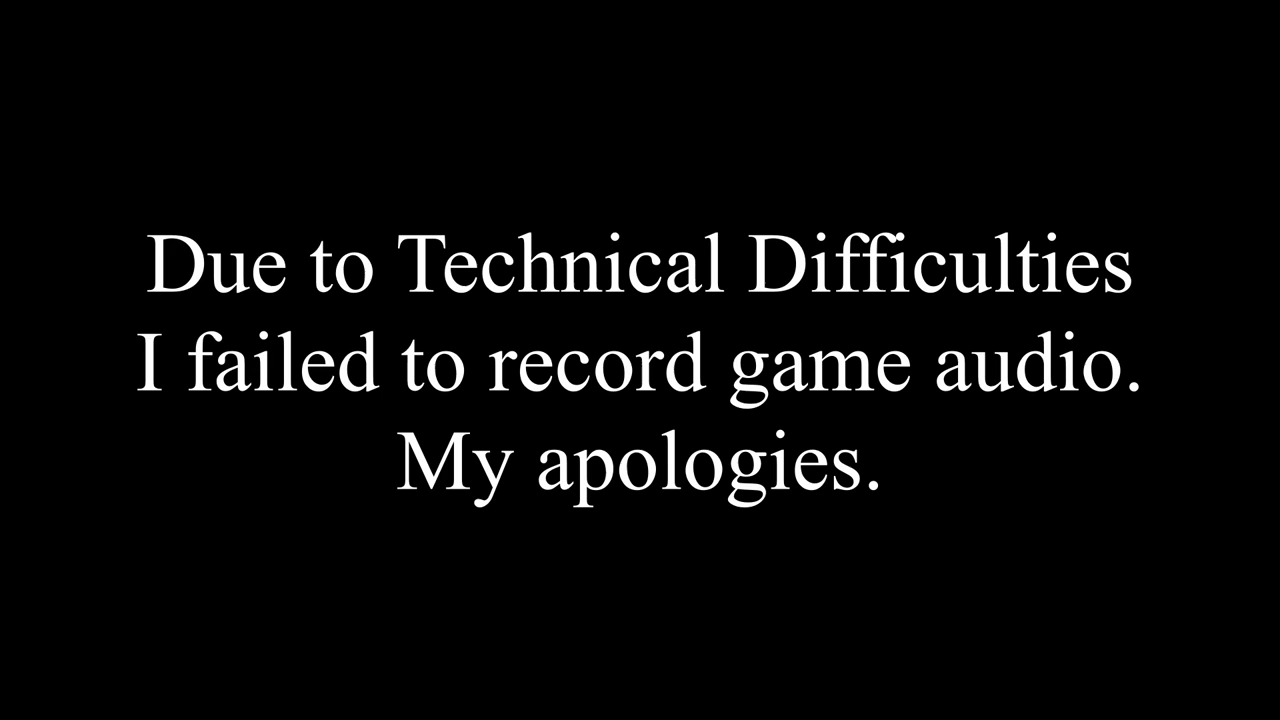 Due to Technical Difficulties
I failed to record game audio.
My apologies.